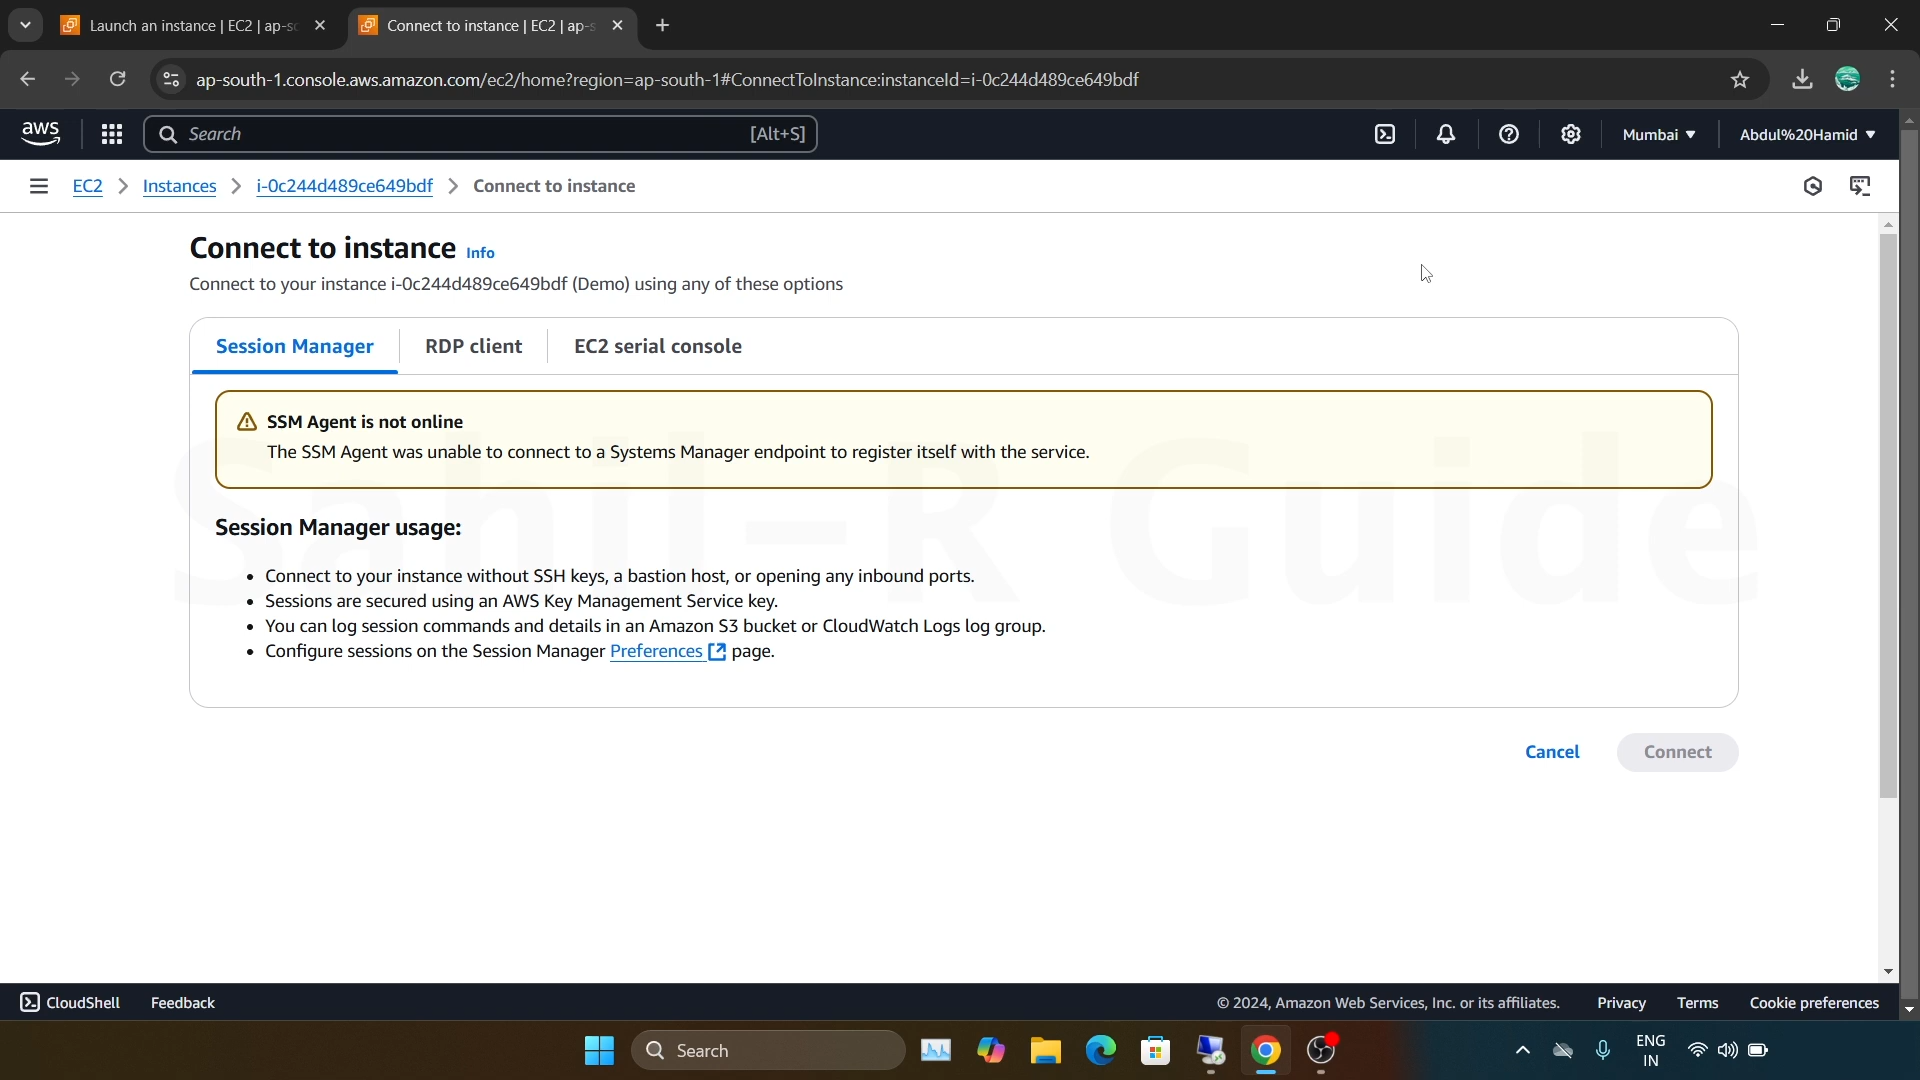 Launch an instance | EC2 | ap-sc
Connect to instance | EC2 | ap-s
ap-south-1.console.aws.amazon.com/ec2/home?region=ap-south-1#ConnectToInstance:instanceId=i-0c244d489ce649bdf
aws
Search
[Alt+S]
Mumbai
Abdul%20Hamid
EC2
Instances
i-0c244d489ce649bdf
Connect to instance
Connect to instance Info
Connect to your instance i-0c244d489ce649bdf (Demo) using any of these options
Session Manager
RDP client
EC2 serial console
SSM Agent is not online
The SSM Agent was unable to connect to a Systems Manager endpoint to register itself with the service.
Sahil-R Guide
Session Manager usage:
• Connect to your instance without SSH keys, a bastion host, or opening any inbound ports.
• Sessions are secured using an AWS Key Management Service key.
• You can log session commands and details in an Amazon S3 bucket or CloudWatch Logs log group.
• Configure sessions on the Session Manager Preferences page.
Cancel
Connect
CloudShell
Feedback
© 2024, Amazon Web Services, Inc. or its affiliates.
Privacy
Terms
Cookie preferences
Search
ENG
IN